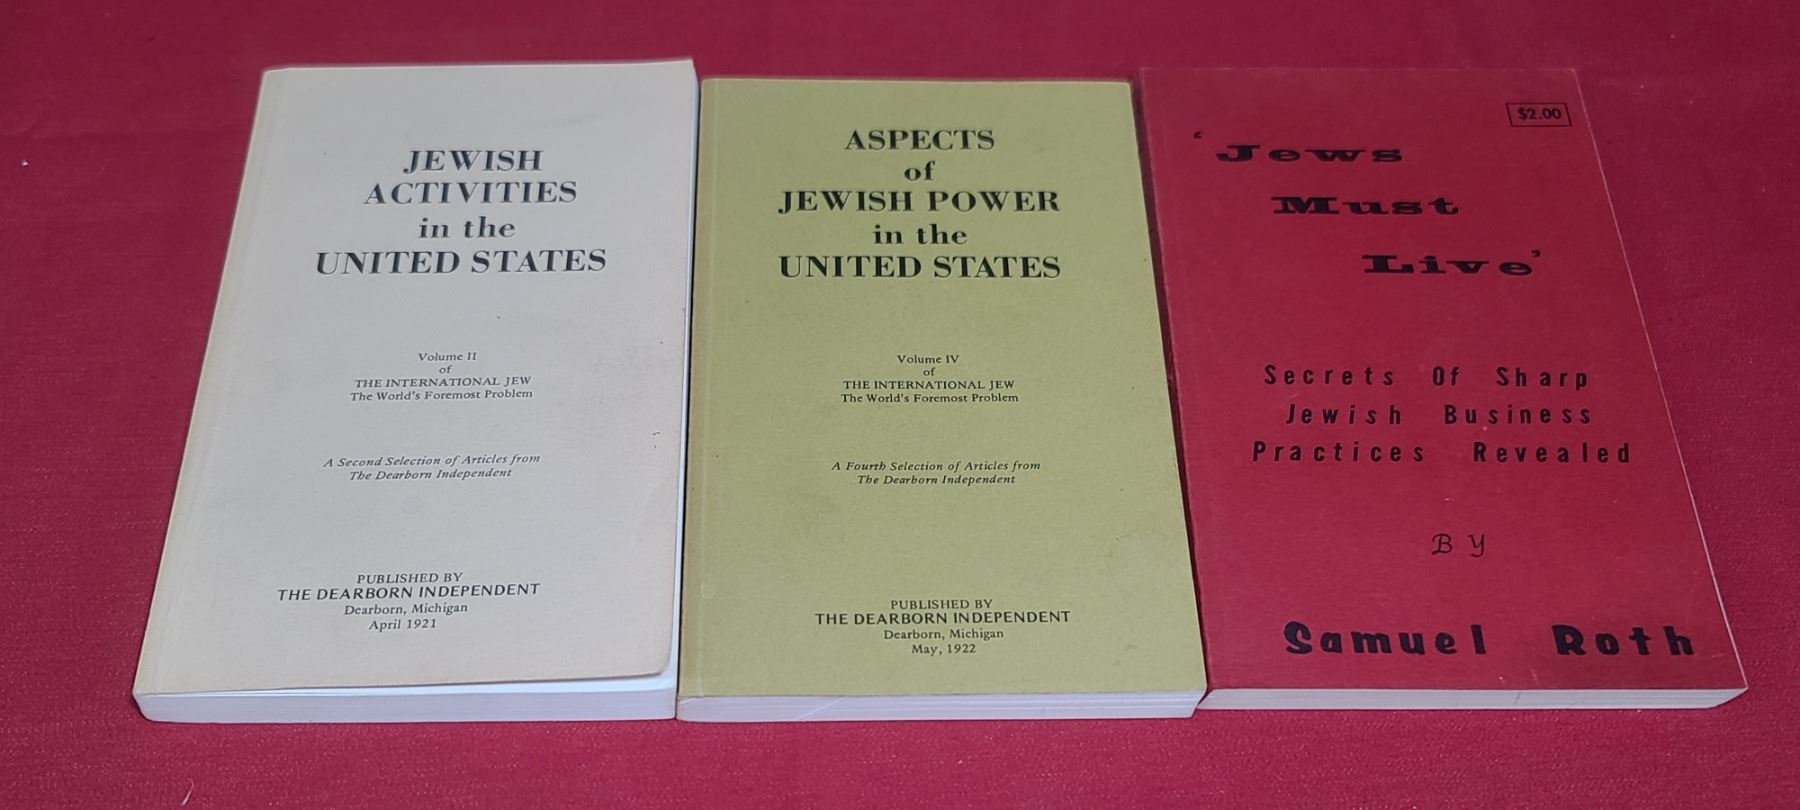 JEWISH
ACTIVITIES
in the
UNITED STATES
Volume II
of
THE INTERNATIONAL JEW
The World's Foremost Problem
A Second Selection of Articles from
The Dearborn Independent
PUBLISHED BY
THE DEARBORN INDEPENDENT
Dearborn, Michigan
April 1921
ASPECTS
of
JEWISH POWER
in the
UNITED STATES
Volume IV
of
THE INTERNATIONAL JEW
The World's Foremost Problem
A Fourth Selection of Articles from
The Dearborn Independent
PUBLISHED BY
THE DEARBORN INDEPENDENT
Dearborn, Michigan
May, 1922
$2.00
'Jews
Must
Live'
Secrets Of Sharp
Jewish Business
Practices Revealed
BY
Samuel Roth